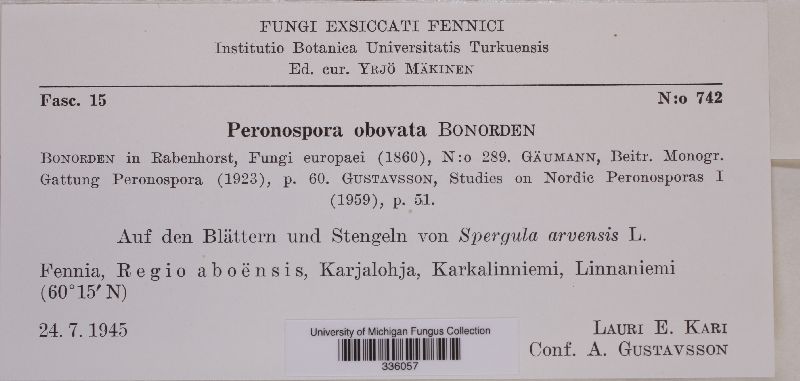 FUNGI EXSICCATI FENNICI
Institutio Botanica Universitatis Turkuensis
Ed. cur. YRJÖ MÄKINEN
Fasc. 15 N:o 742
Peronospora obovata BONORDEN
BONORDEN in Rabenhorst, Fungi europaei (1860), N:o 289. GÄUMANN, Beitr. Monogr.
Gattung Peronospora (1923), p. 60. GUSTAVSSON, Studies on Nordic Peronosporas I
(1959), p. 51.
Auf den Blättern und Stengeln von Spergula arvensis L.
Fennia, Regio aboënsis, Karjalohja, Karkalinniemi, Linnaniemi
(60°15′ N)
24. 7. 1945 LAURI E. KARI
Conf. A. GUSTAVSSON
University of Michigan Fungus Collection
336057